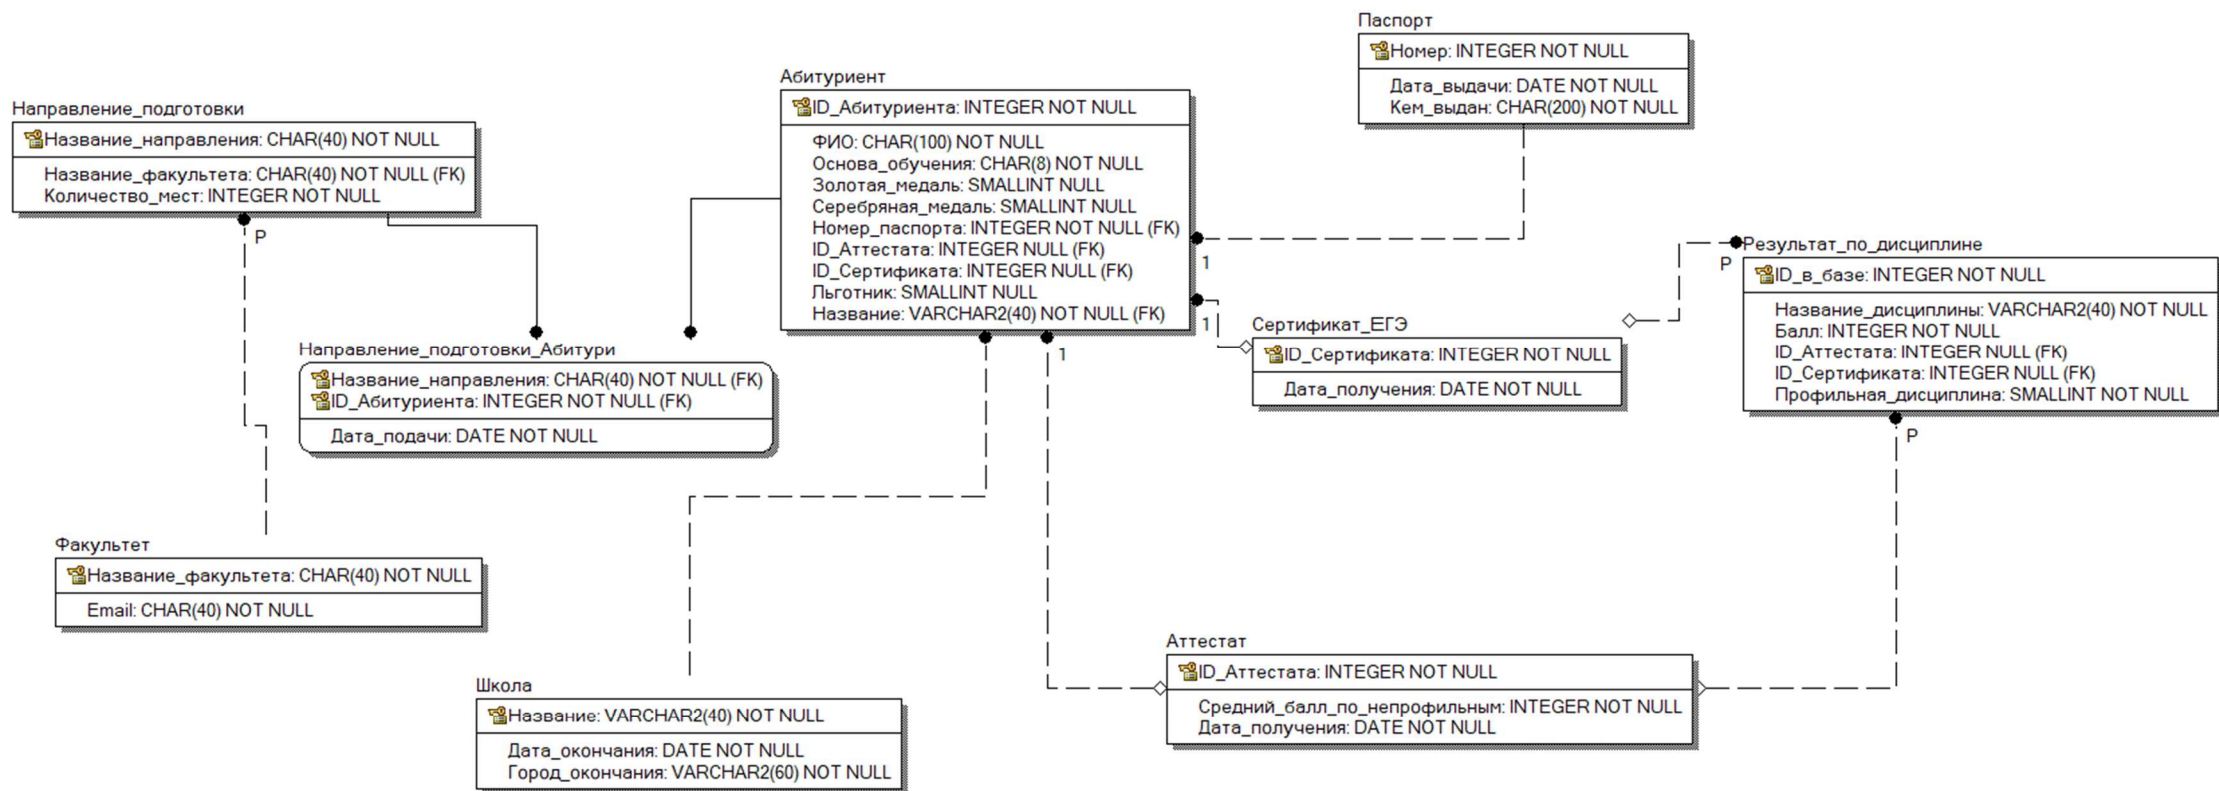 Паспорт
Номер: INTEGER NOT NULL
Дата_выдачи: DATE NOT NULL
Кем_выдан: CHAR(200) NOT NULL
Абитуриент
ID_Абитуриента: INTEGER NOT NULL
ФИО: CHAR(100) NOT NULL
Основа_обучения: CHAR(8) NOT NULL
Золотая_медаль: SMALLINT NULL
Серебряная_медаль: SMALLINT NULL
Номер_паспорта: INTEGER NOT NULL (FK)
ID_Аттестата: INTEGER NULL (FK)
ID_Сертификата: INTEGER NULL (FK)
Льготник: SMALLINT NULL
Название: VARCHAR2(40) NOT NULL (FK)
Направление_подготовки
Название_направления: CHAR(40) NOT NULL
Название_факультета: CHAR(40) NOT NULL (FK)
Количество_мест: INTEGER NOT NULL
P
1
1
1
P
Результат_по_дисциплине
ID_в_базе: INTEGER NOT NULL
Название_дисциплины: VARCHAR2(40) NOT NULL
Балл: INTEGER NOT NULL
ID_Аттестата: INTEGER NULL (FK)
ID_Сертификата: INTEGER NULL (FK)
Профильная_дисциплина: SMALLINT NOT NULL
P
Сертификат_ЕГЭ
ID_Сертификата: INTEGER NOT NULL
Дата_получения: DATE NOT NULL
Направление_подготовки_Абитури
Название_направления: CHAR(40) NOT NULL (FK)
ID_Абитуриента: INTEGER NOT NULL (FK)
Дата_подачи: DATE NOT NULL
Факультет
Название_факультета: CHAR(40) NOT NULL
Email: CHAR(40) NOT NULL
Школа
Название: VARCHAR2(40) NOT NULL
Дата_окончания: DATE NOT NULL
Город_окончания: VARCHAR2(60) NOT NULL
Аттестат
ID_Аттестата: INTEGER NOT NULL
Средний_балл_по_непрофильным: INTEGER NOT NULL
Дата_получения: DATE NOT NULL